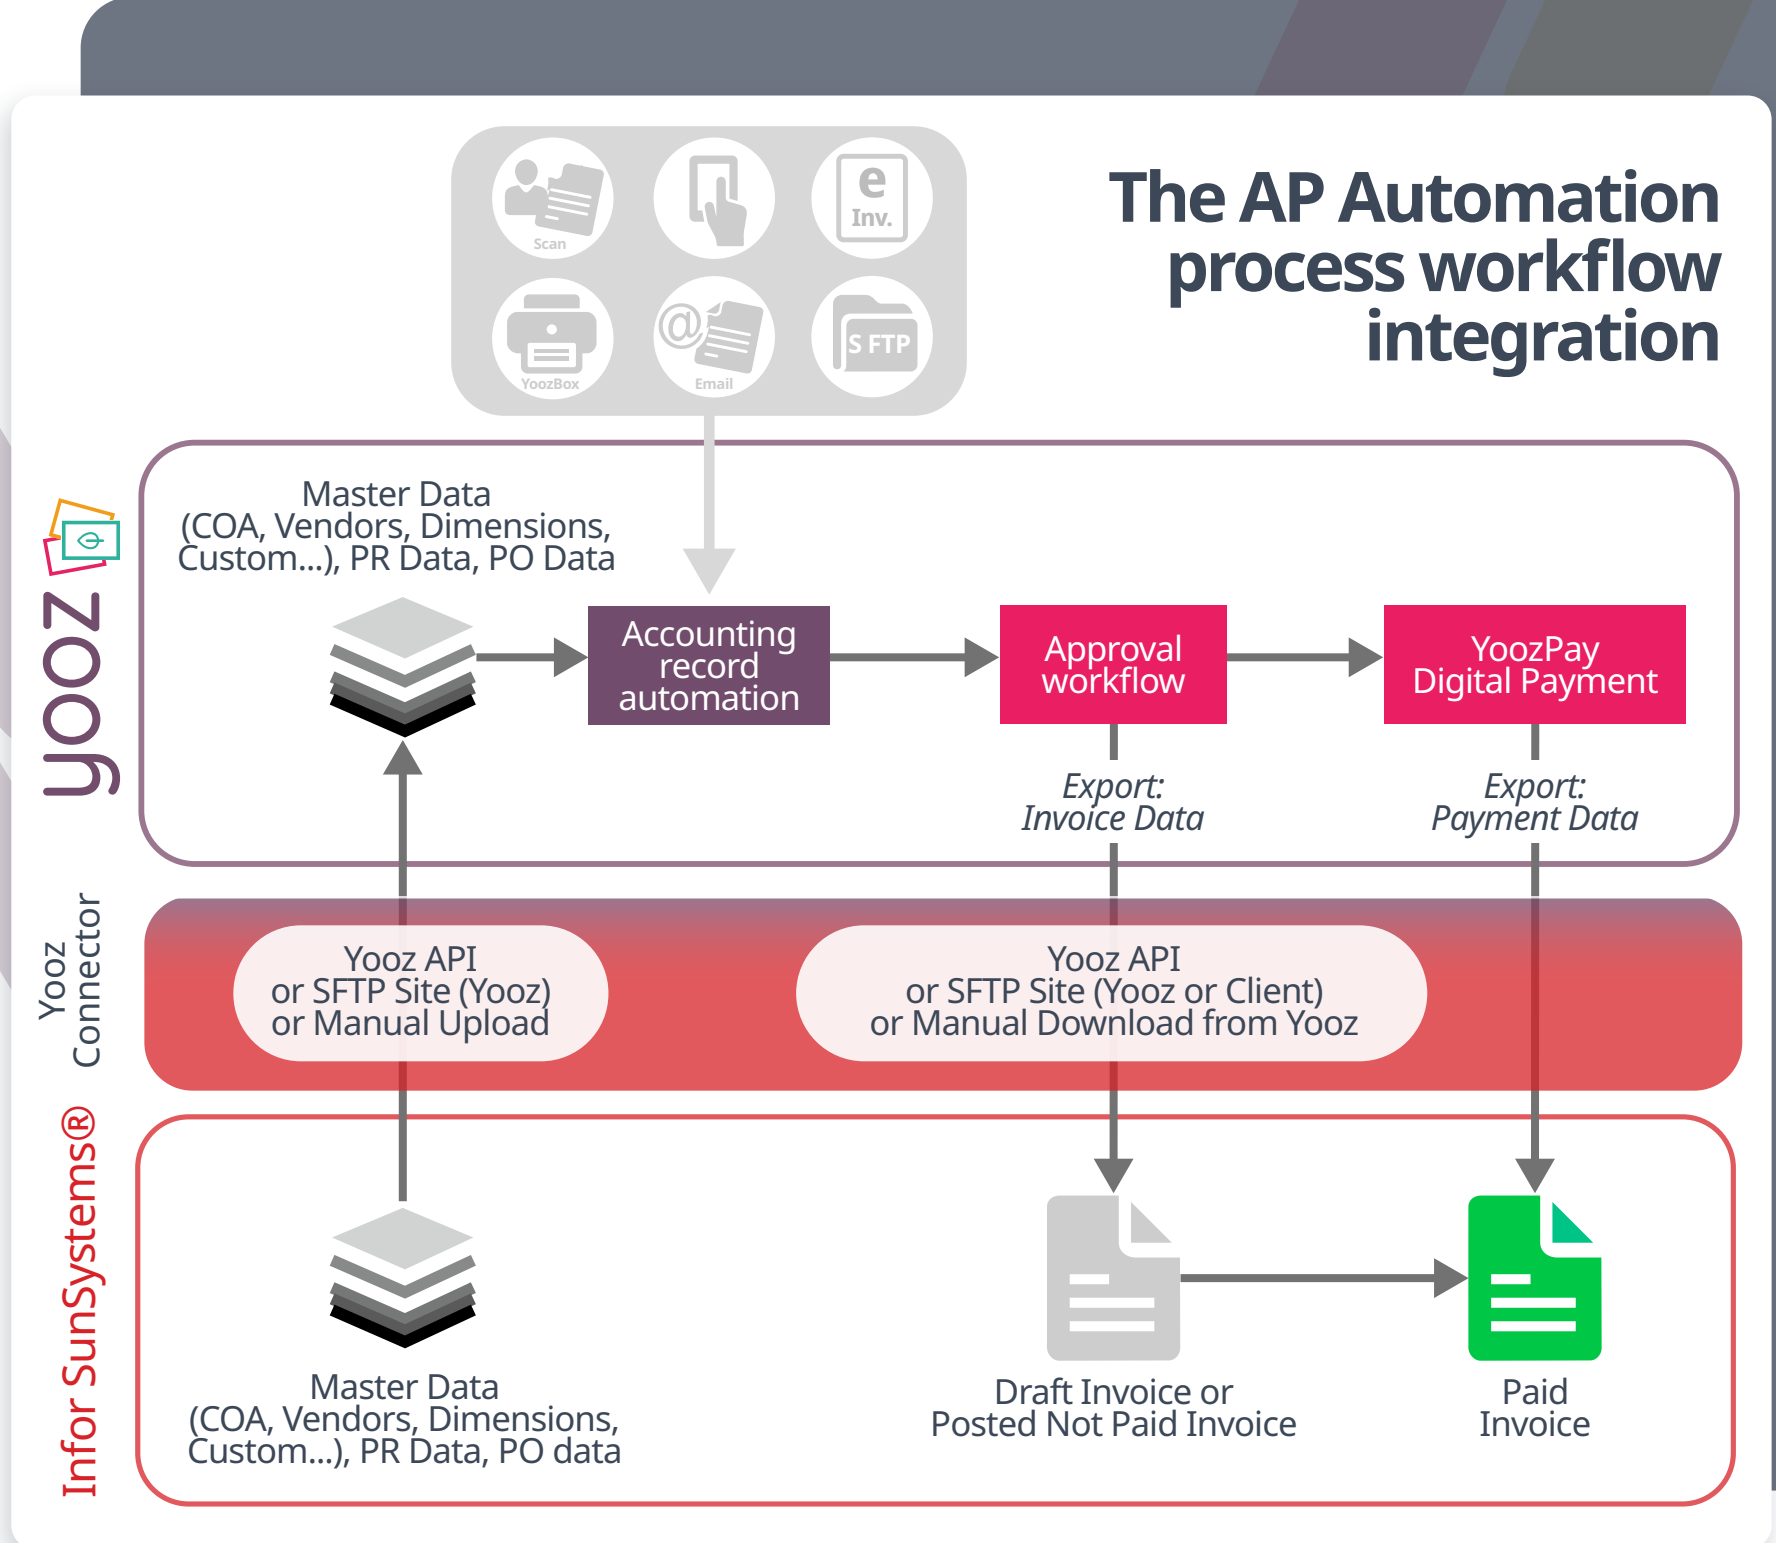 The AP Automation
process workflow
integration
Scan
e
Inv.
YoozBox
@
Email
S FTP
yooz
Master Data
(COA, Vendors, Dimensions,
Custom...), PR Data, PO Data
Accounting
record
automation
Approval
workflow
YoozPay
Digital Payment
Export:
Invoice Data
Export:
Payment Data
Yooz
Connector
Yooz API
or SFTP Site (Yooz)
or Manual Upload
Yooz API
or SFTP Site (Yooz or Client)
or Manual Download from Yooz
Infor SunSystems®
Master Data
(COA, Vendors, Dimensions,
Custom...), PR Data, PO data
Draft Invoice or
Posted Not Paid Invoice
Paid
Invoice